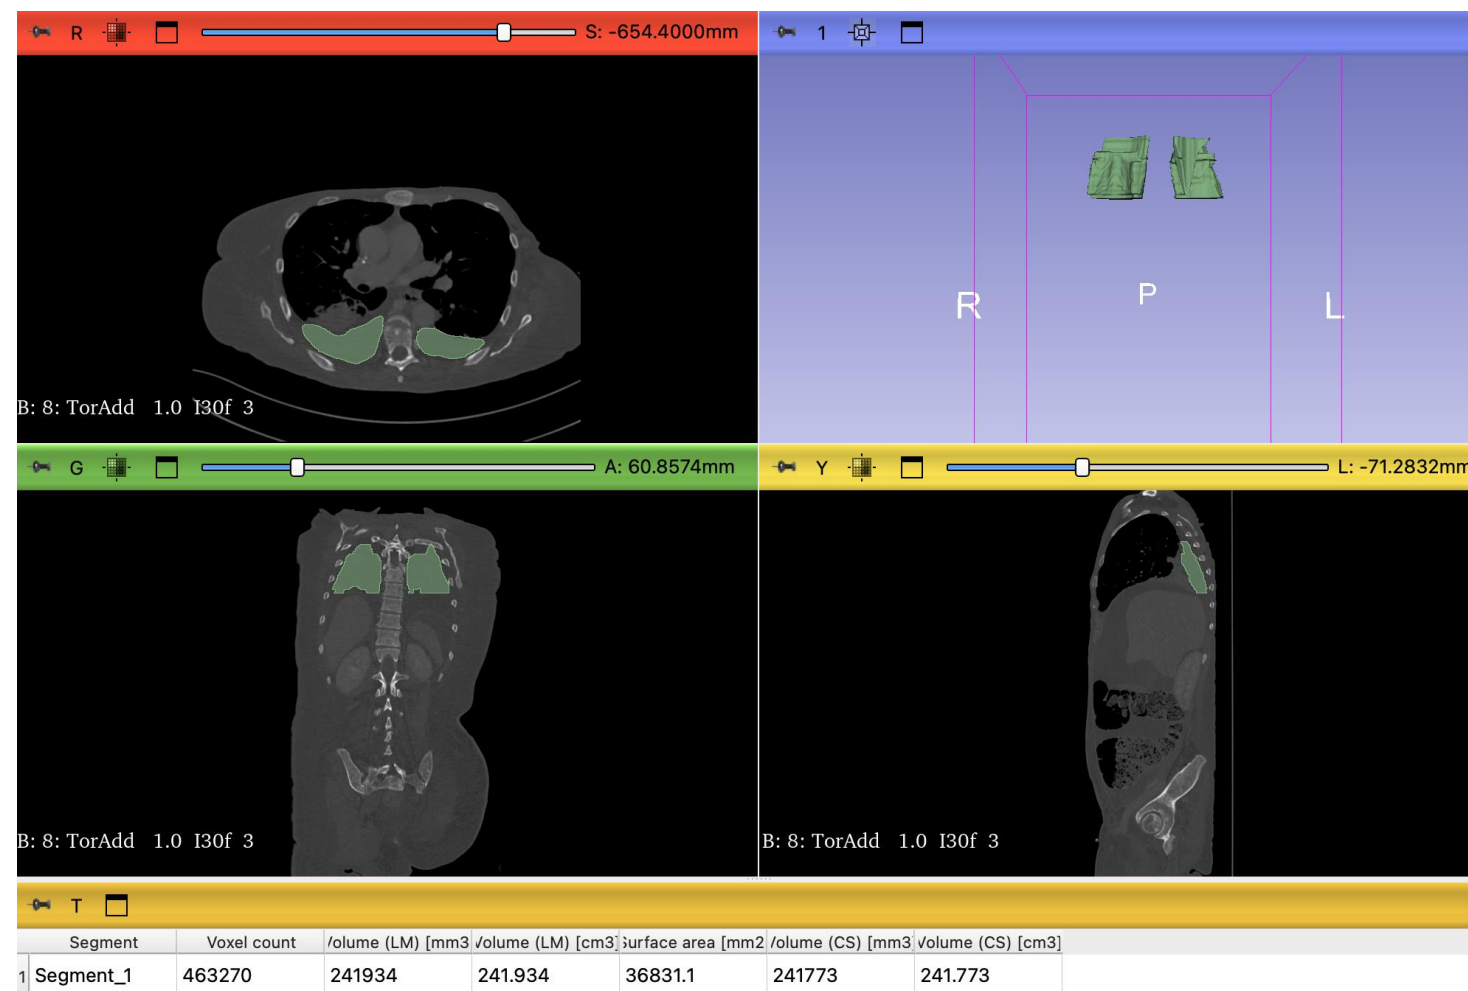 R S: -654.4000mm
1
B: 8: TorAdd 1.0 I30f 3
R P L
G A: 60.8574mm
Y L: -71.2832mm
B: 8: TorAdd 1.0 I30f 3
B: 8: TorAdd 1.0 I30f 3
T
Segment Voxel count Volume (LM) [mm3 Volume (LM) [cm3] Surface area [mm2 Volume (CS) [mm3] Volume (CS) [cm3]
1 Segment_1 463270 241934 241.934 36831.1 241773 241.773